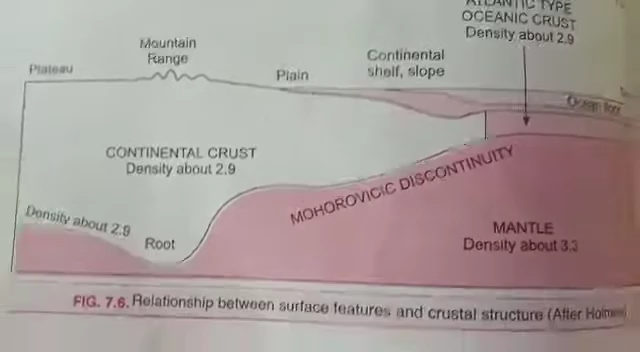 ATLANTIC TYPE
OCEANIC CRUST
Density about 2.9
Mountain
Range
Continental
shelf, slope
Plateau
Plain
Ocean floor
CONTINENTAL CRUST
Density about 2.9
MOHOROVICIC DISCONTINUITY
Density about 2.9
Root
MANTLE
Density about 3.3
FIG. 7.6. Relationship between surface features and crustal structure (After Holmes)